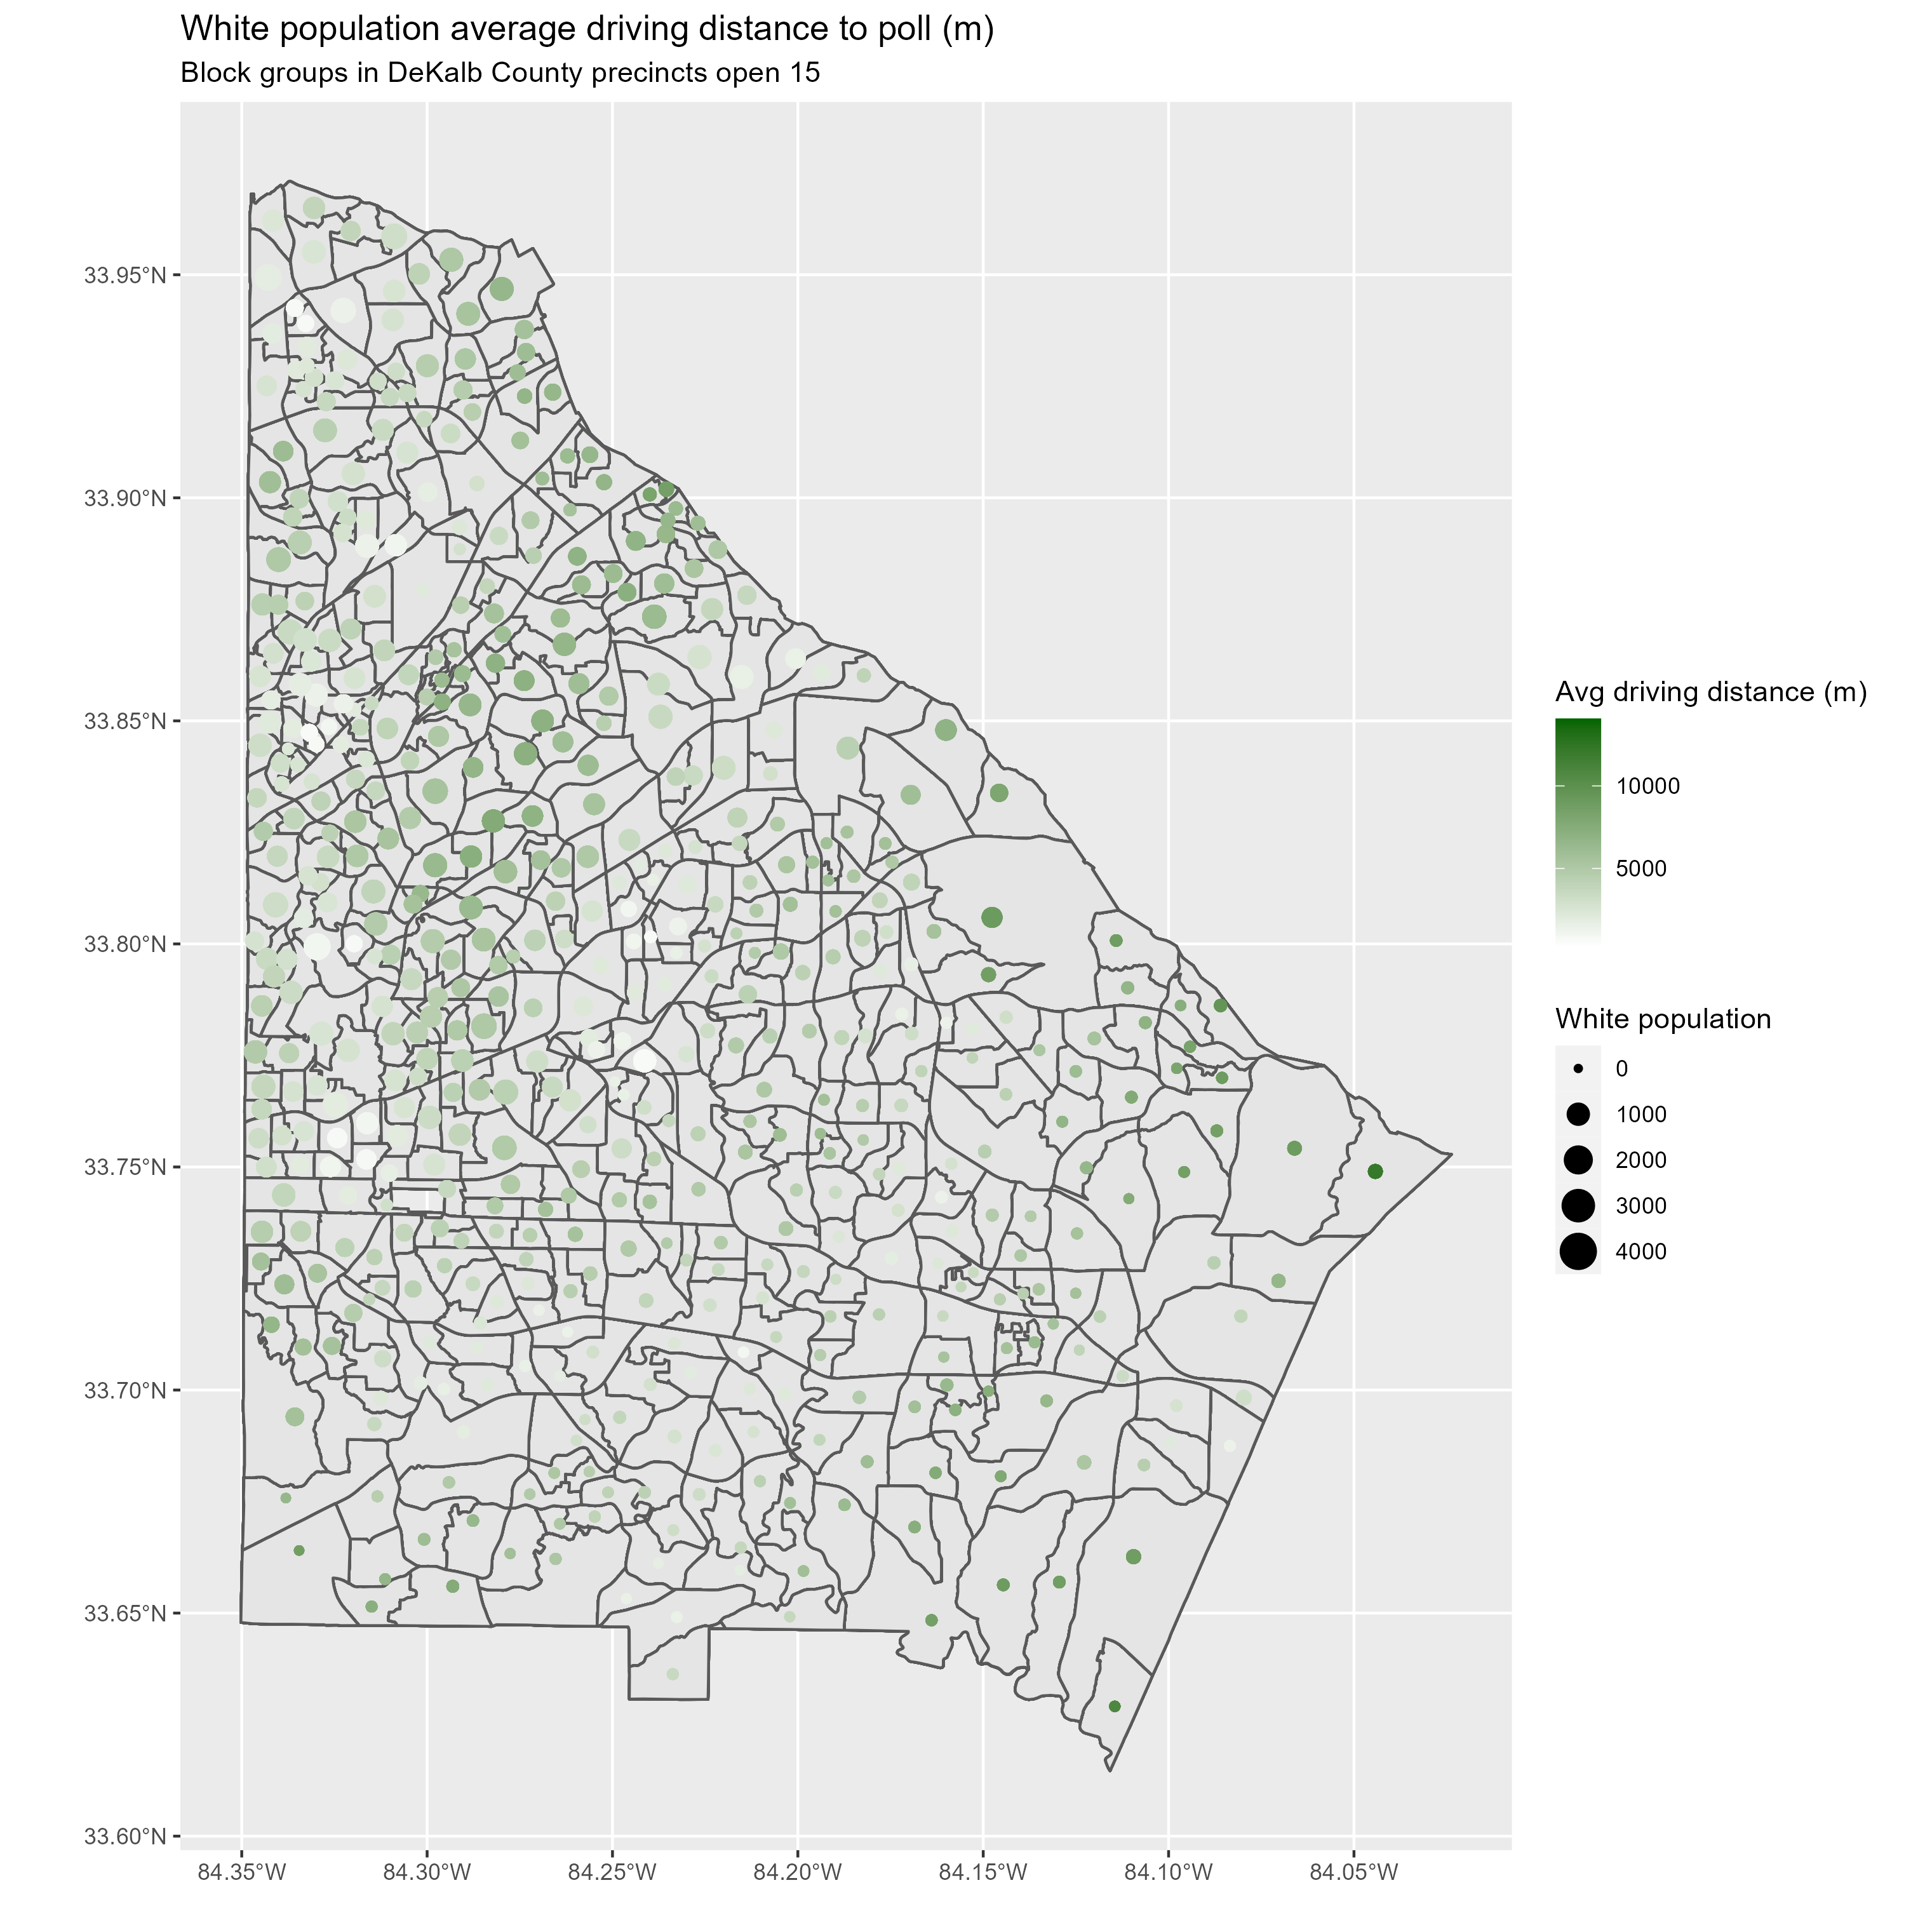 White population average driving distance to poll (m)
Block groups in DeKalb County precincts open 15
33.95°N
33.90°N
33.85°N
33.80°N
33.75°N
33.70°N
33.65°N
33.60°N
84.35°W
84.30°W
84.25°W
84.20°W
84.15°W
84.10°W
84.05°W
Avg driving distance (m)
10000
5000
White population
0
1000
2000
3000
4000